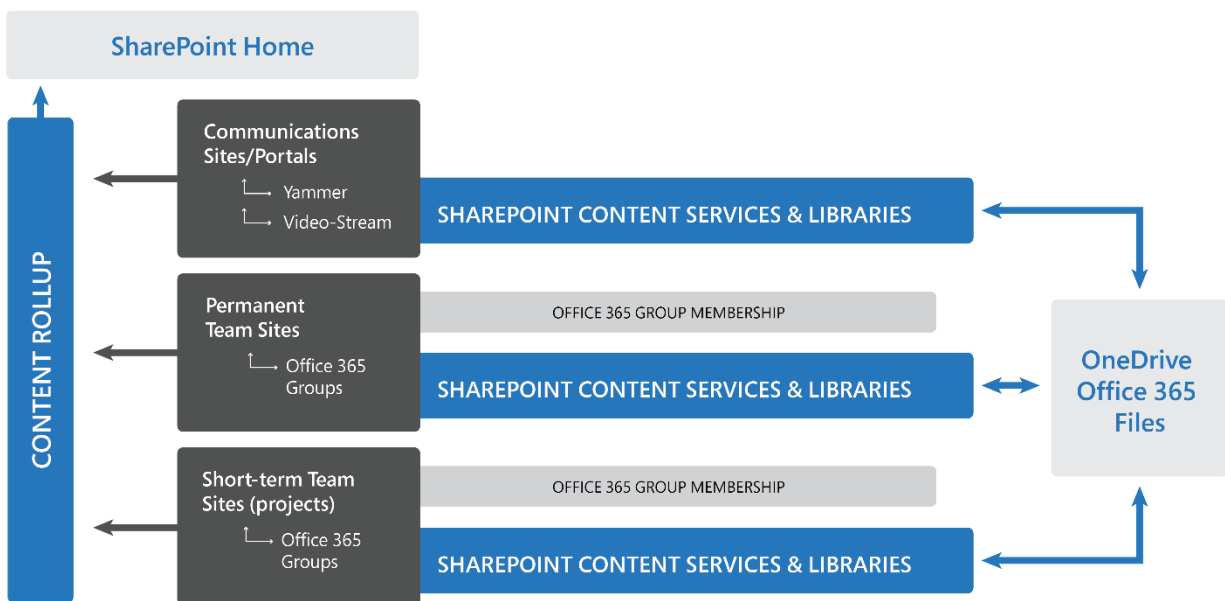 SharePoint Home
CONTENT ROLLUP
Communications
Sites/Portals
Yammer
Video-Stream
SHAREPOINT CONTENT SERVICES & LIBRARIES
Permanent
Team Sites
Office 365
Groups
OFFICE 365 GROUP MEMBERSHIP
SHAREPOINT CONTENT SERVICES & LIBRARIES
Short-term Team
Sites (projects)
Office 365
Groups
OFFICE 365 GROUP MEMBERSHIP
SHAREPOINT CONTENT SERVICES & LIBRARIES
OneDrive
Office 365
Files